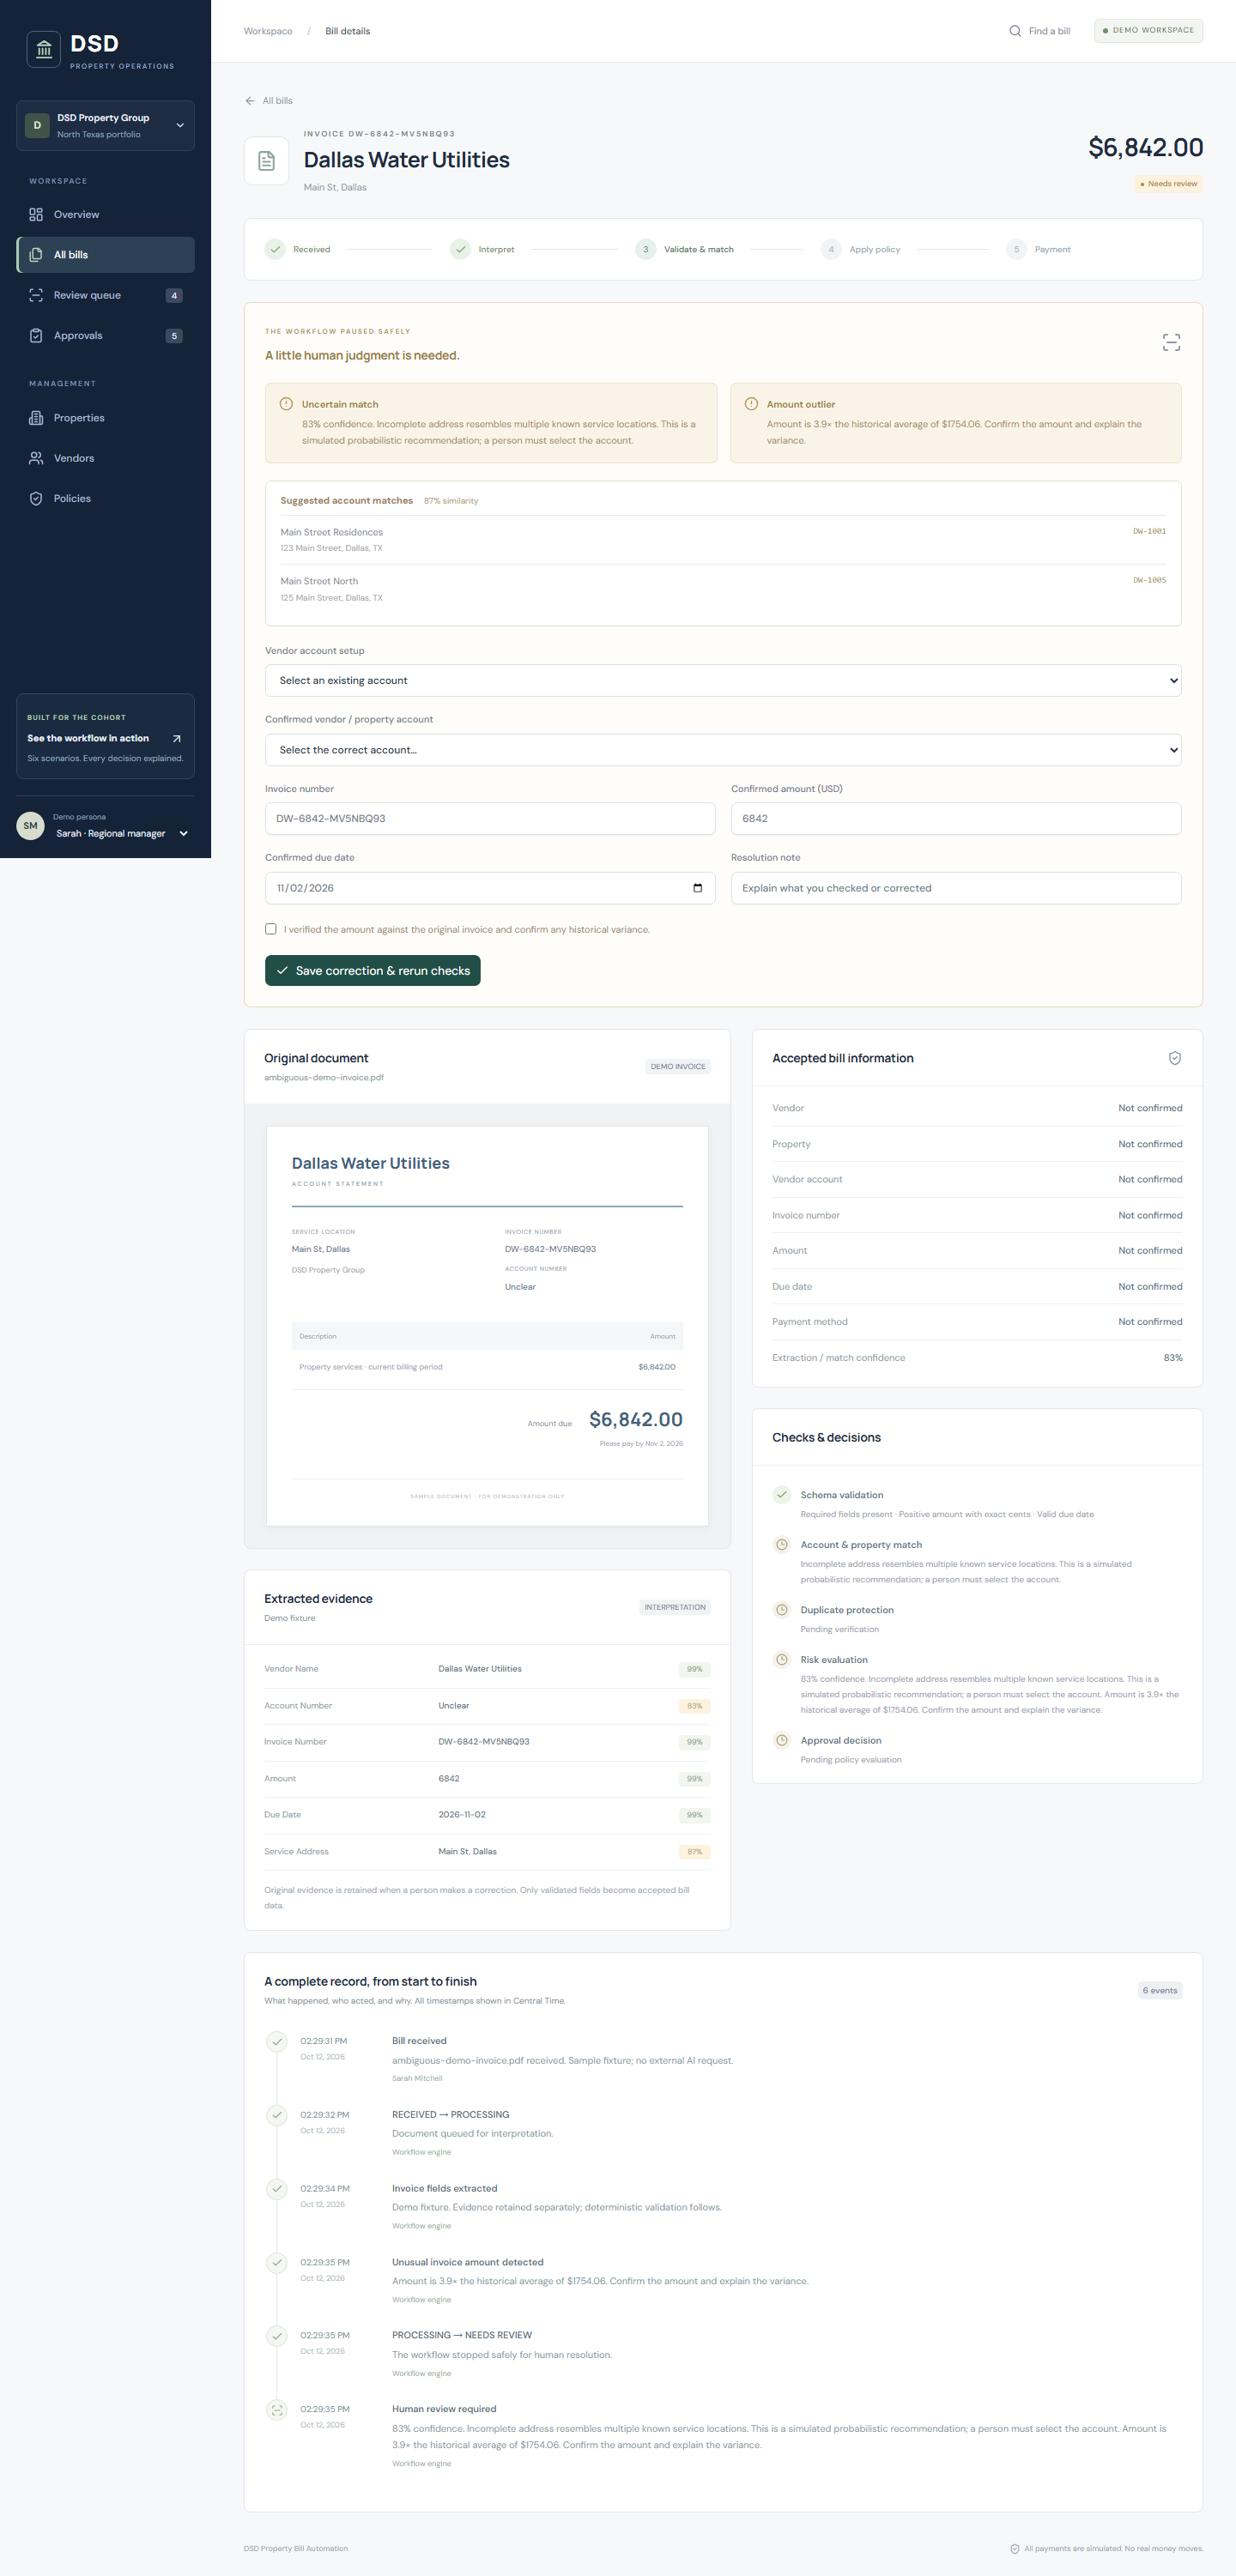 DSD
PROPERTY OPERATIONS
D
DSD Property Group
North Texas portfolio
WORKSPACE
Overview
All bills
Review queue 4
Approvals 5
MANAGEMENT
Properties
Vendors
Policies
BUILT FOR THE COHORT
See the workflow in action
Six scenarios. Every decision explained.
SM
Demo persona
Sarah · Regional manager
Workspace / Bill details
Find a bill
DEMO WORKSPACE
All bills
INVOICE DW-6842-MV5NBQ93
Dallas Water Utilities
Main St, Dallas
$6,842.00
Needs review
Received
Interpret
3 Validate & match
4 Apply policy
5 Payment
THE WORKFLOW PAUSED SAFELY
A little human judgment is needed.
Uncertain match
83% confidence. Incomplete address resembles multiple known service locations. This is a
simulated probabilistic recommendation; a person must select the account.
Amount outlier
Amount is 3.9× the historical average of $1754.06. Confirm the amount and explain the
variance.
Suggested account matches 87% similarity
Main Street Residences DW-1001
123 Main Street, Dallas, TX
Main Street North DW-1005
125 Main Street, Dallas, TX
Vendor account setup
Select an existing account
Confirmed vendor / property account
Select the correct account...
Invoice number
DW-6842-MV5NBQ93
Confirmed amount (USD)
6842
Confirmed due date
11/02/2026
Resolution note
Explain what you checked or corrected
I verified the amount against the original invoice and confirm any historical variance.
Save correction & rerun checks
Original document
ambiguous-demo-invoice.pdf
DEMO INVOICE
Dallas Water Utilities
ACCOUNT STATEMENT
SERVICE LOCATION
Main St, Dallas
DSD Property Group
INVOICE NUMBER
DW-6842-MV5NBQ93
ACCOUNT NUMBER
Unclear
Description Amount
Property services · current billing period $6,842.00
Amount due $6,842.00
Please pay by Nov 2, 2026
SAMPLE DOCUMENT · FOR DEMONSTRATION ONLY
Extracted evidence
Demo fixture
INTERPRETATION
Vendor Name Dallas Water Utilities 99%
Account Number Unclear 83%
Invoice Number DW-6842-MV5NBQ93 99%
Amount 6842 99%
Due Date 2026-11-02 99%
Service Address Main St, Dallas 87%
Original evidence is retained when a person makes a correction. Only validated fields become accepted bill
data.
Accepted bill information
Vendor Not confirmed
Property Not confirmed
Vendor account Not confirmed
Invoice number Not confirmed
Amount Not confirmed
Due date Not confirmed
Payment method Not confirmed
Extraction / match confidence 83%
Checks & decisions
Schema validation
Required fields present · Positive amount with exact cents · Valid due date
Account & property match
Incomplete address resembles multiple known service locations. This is a simulated
probabilistic recommendation; a person must select the account.
Duplicate protection
Pending verification
Risk evaluation
83% confidence. Incomplete address resembles multiple known service locations. This is a
simulated probabilistic recommendation; a person must select the account. Amount is 3.9× the
historical average of $1754.06. Confirm the amount and explain the variance.
Approval decision
Pending policy evaluation
A complete record, from start to finish
What happened, who acted, and why. All timestamps shown in Central Time.
6 events
02:29:31 PM Bill received
Oct 12, 2026
ambiguous-demo-invoice.pdf received. Sample fixture; no external AI request.
Sarah Mitchell
02:29:32 PM RECEIVED → PROCESSING
Oct 12, 2026
Document queued for interpretation.
Workflow engine
02:29:34 PM Invoice fields extracted
Oct 12, 2026
Demo fixture. Evidence retained separately; deterministic validation follows.
Workflow engine
02:29:35 PM Unusual invoice amount detected
Oct 12, 2026
Amount is 3.9× the historical average of $1754.06. Confirm the amount and explain the variance.
Workflow engine
02:29:35 PM PROCESSING → NEEDS REVIEW
Oct 12, 2026
The workflow stopped safely for human resolution.
Workflow engine
02:29:35 PM Human review required
Oct 12, 2026
83% confidence. Incomplete address resembles multiple known service locations. This is a simulated probabilistic recommendation; a person must select the account. Amount is
3.9× the historical average of $1754.06. Confirm the amount and explain the variance.
Workflow engine
DSD Property Bill Automation
All payments are simulated. No real money moves.